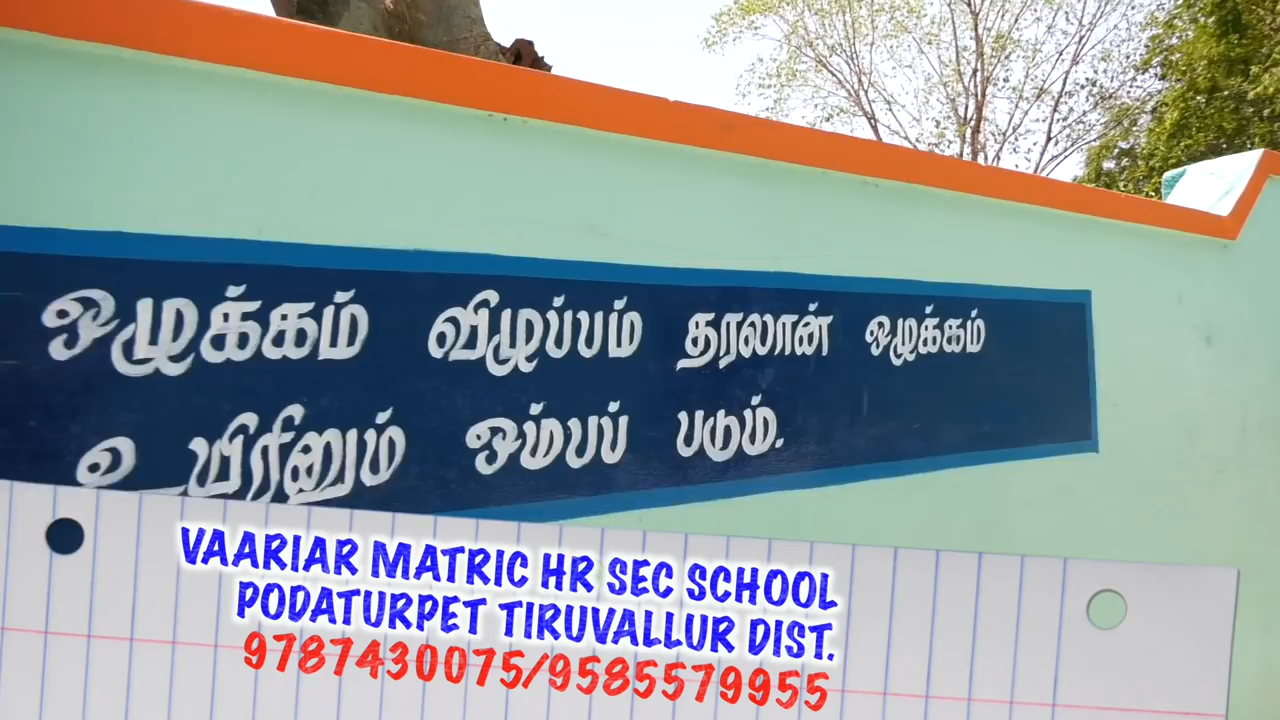 ஒழுக்கம் விழுப்பம் தரலான் ஒழுக்கம்
உயிரினும் ஓம்பப் படும்.
VAARIAR MATRIC HR SEC SCHOOL
PODATURPET TIRUVALLUR DIST.
9787430075/9585579955